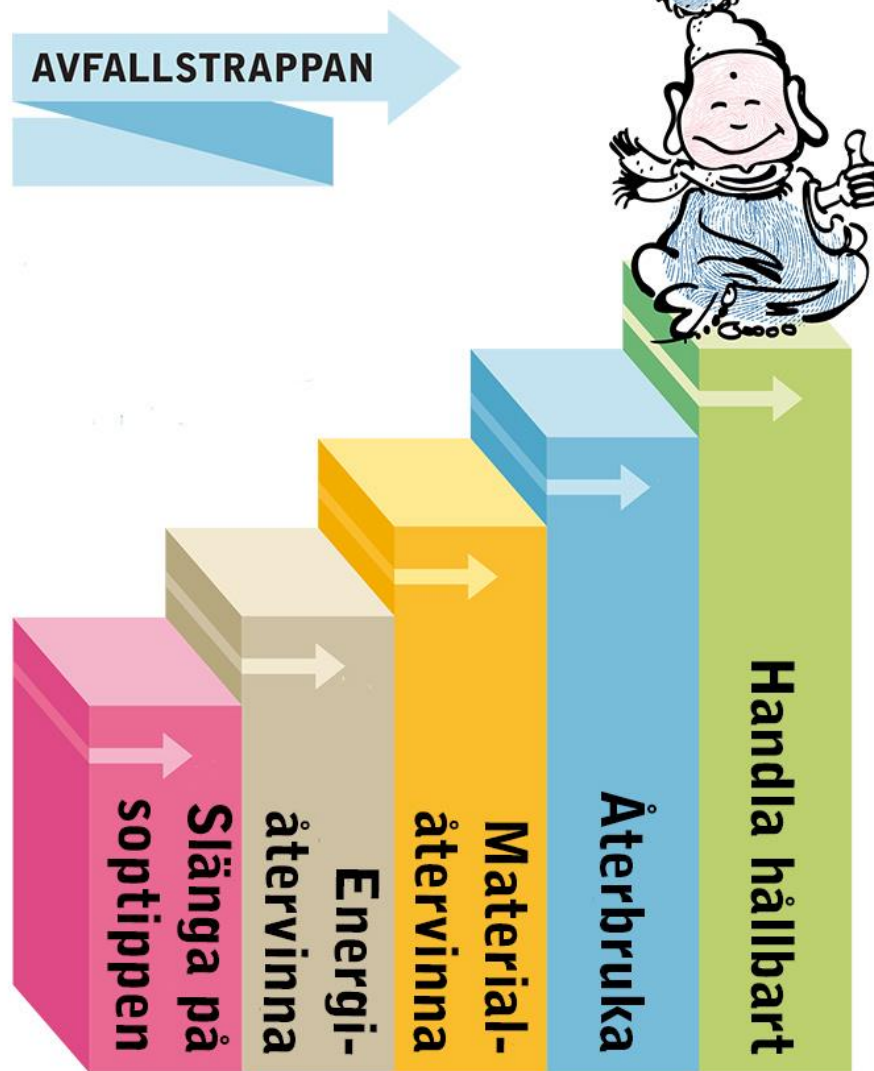 AVFALLSTRAPPAN
Slänga på
soptippen
Energi-
återvinna
Material-
återvinna
Återbruka
Handla hållbart